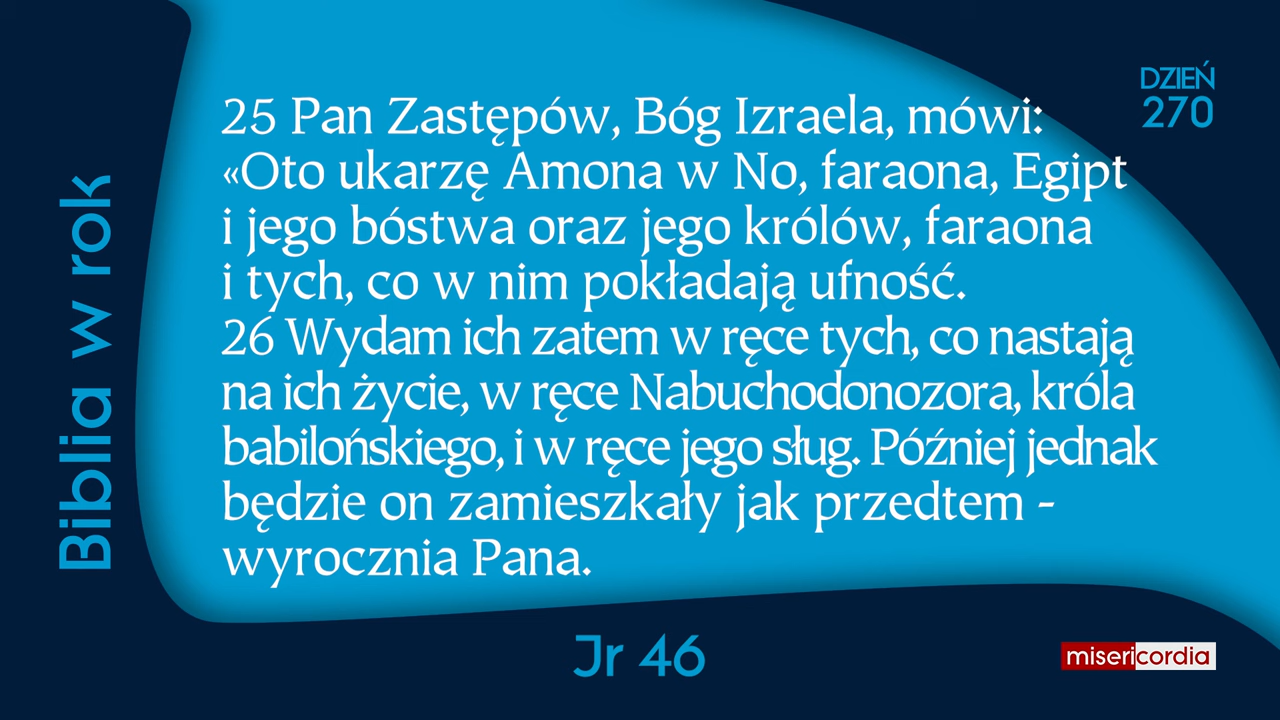 DZIEŃ
270
25 Pan Zastępów, Bóg Izraela, mówi:
«Oto ukarzę Amona w No, faraona, Egipt
i jego bóstwa oraz jego królów, faraona
i tych, co w nim pokładają ufność.
26 Wydam ich zatem w ręce tych, co nastają
na ich życie, w ręce Nabuchodonozora, króla
babilońskiego, i w ręce jego sług. Później jednak
będzie on zamieszkały jak przedtem -
wyrocznia Pana.
Biblia w rok
Jr 46
misericordia